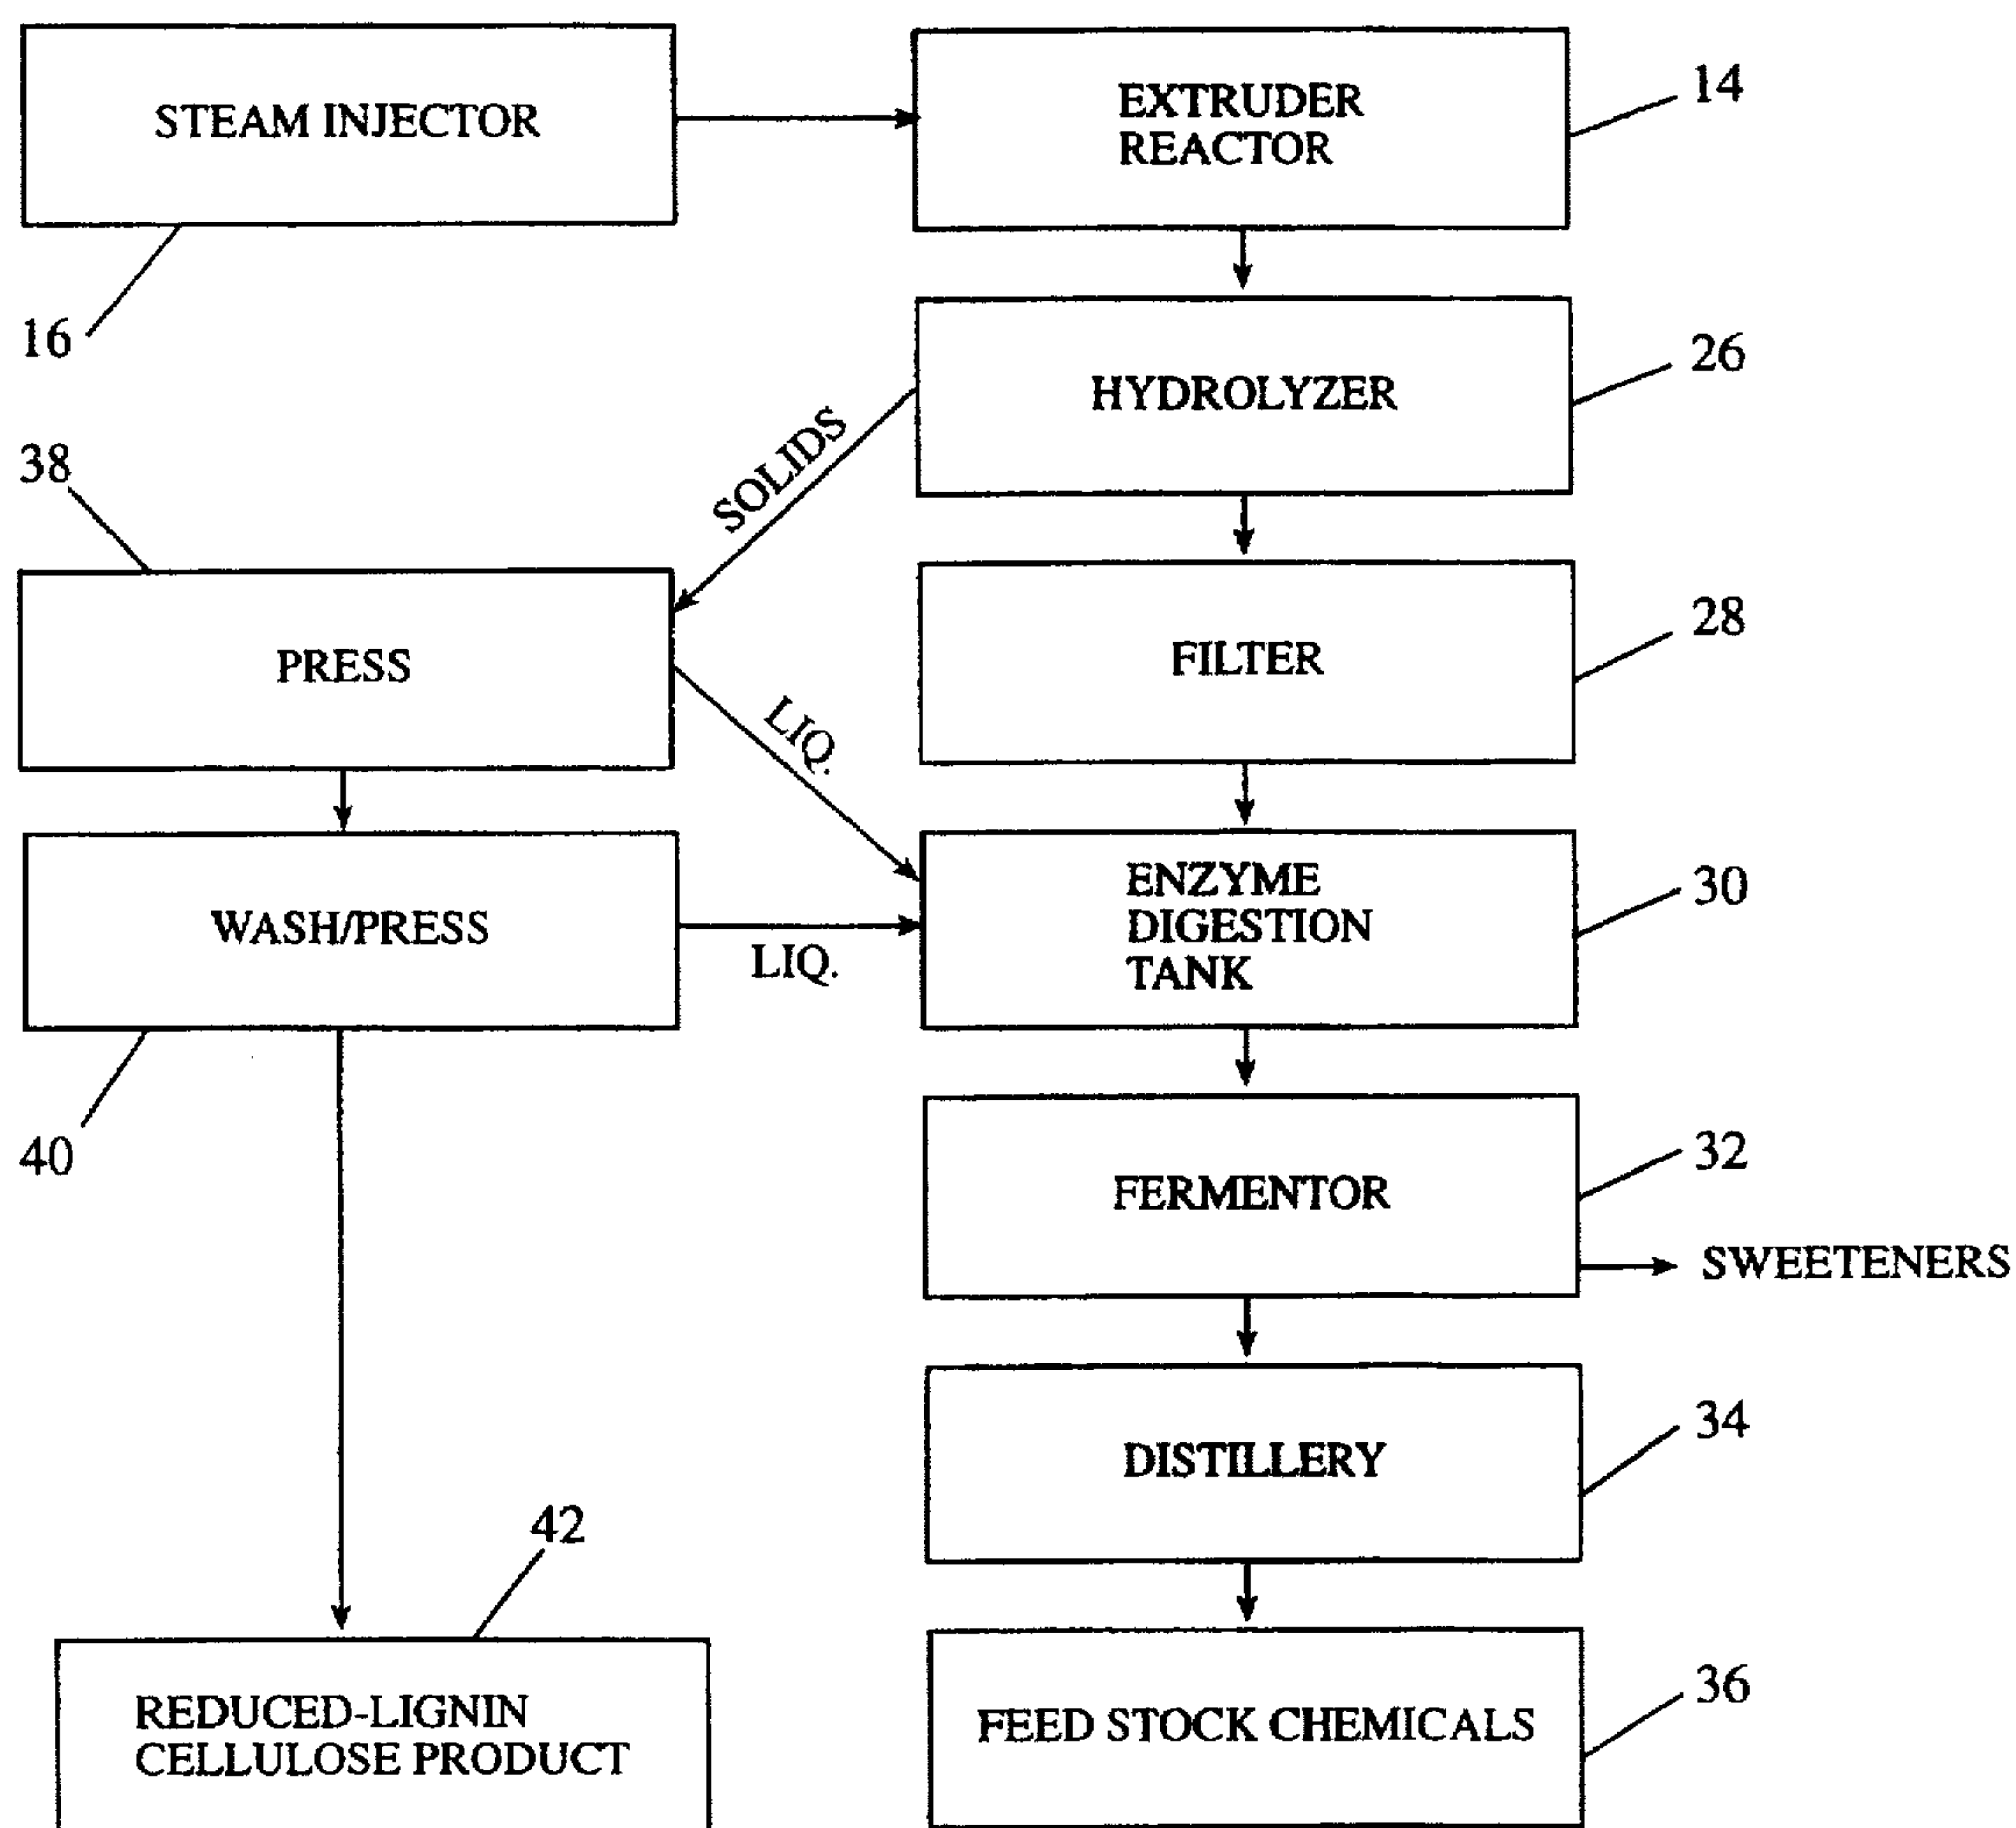 STEAM INJECTOR
EXTRUDER
REACTOR
14
16
HYDROLYZER
26
SOLIDS
38
PRESS
FILTER
28
LIQ.
WASH/PRESS
LIQ.
ENZYME
DIGESTION
TANK
30
40
FERMENTOR
32
SWEETENERS
DISTILLERY
34
42
REDUCED-LIGNIN
CELLULOSE PRODUCT
FEED STOCK CHEMICALS
36